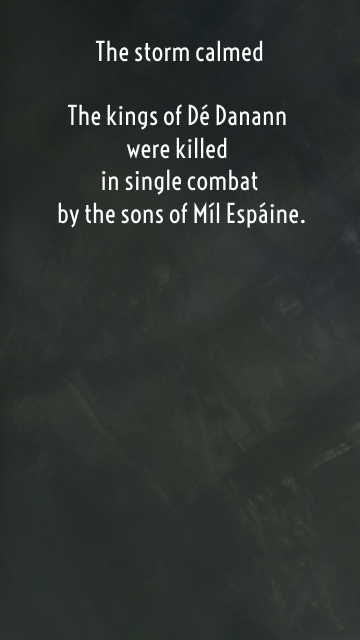 The storm calmed
The kings of Dé Danann
were killed
in single combat
by the sons of Míl Espáine.